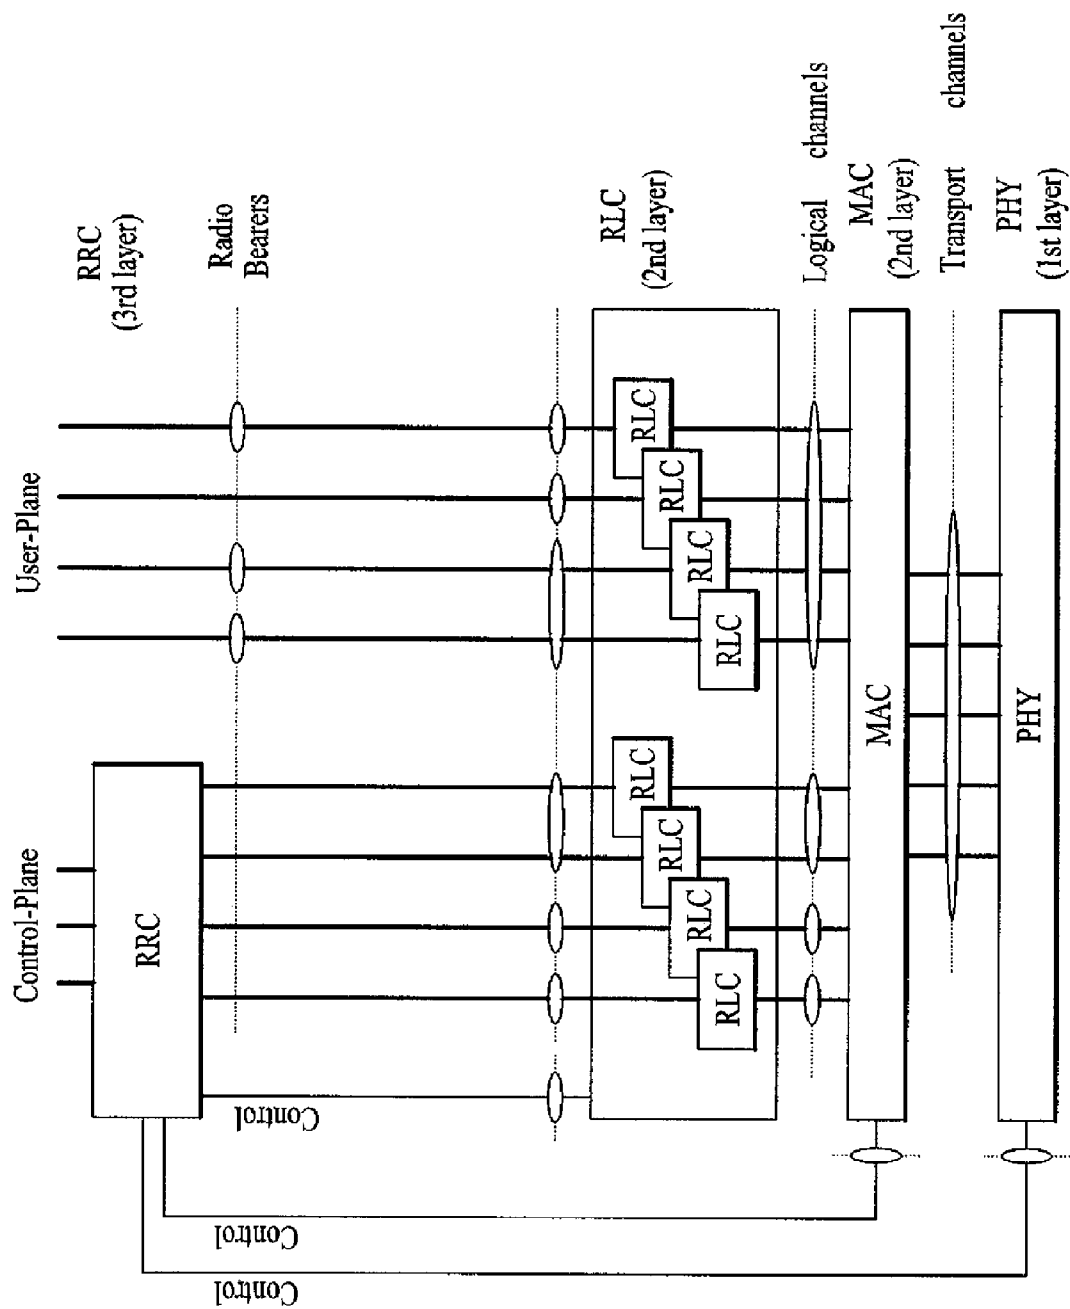 Control-Plane
User-Plane
RRC
(3rd layer)
RRC
Radio
Bearers
Control
Control
Control
RLC
(2nd layer)
RLC
RLC
RLC
RLC
RLC
RLC
RLC
RLC
Logical channels
MAC
MAC
(2nd layer)
Transport channels
PHY
PHY
(1st layer)